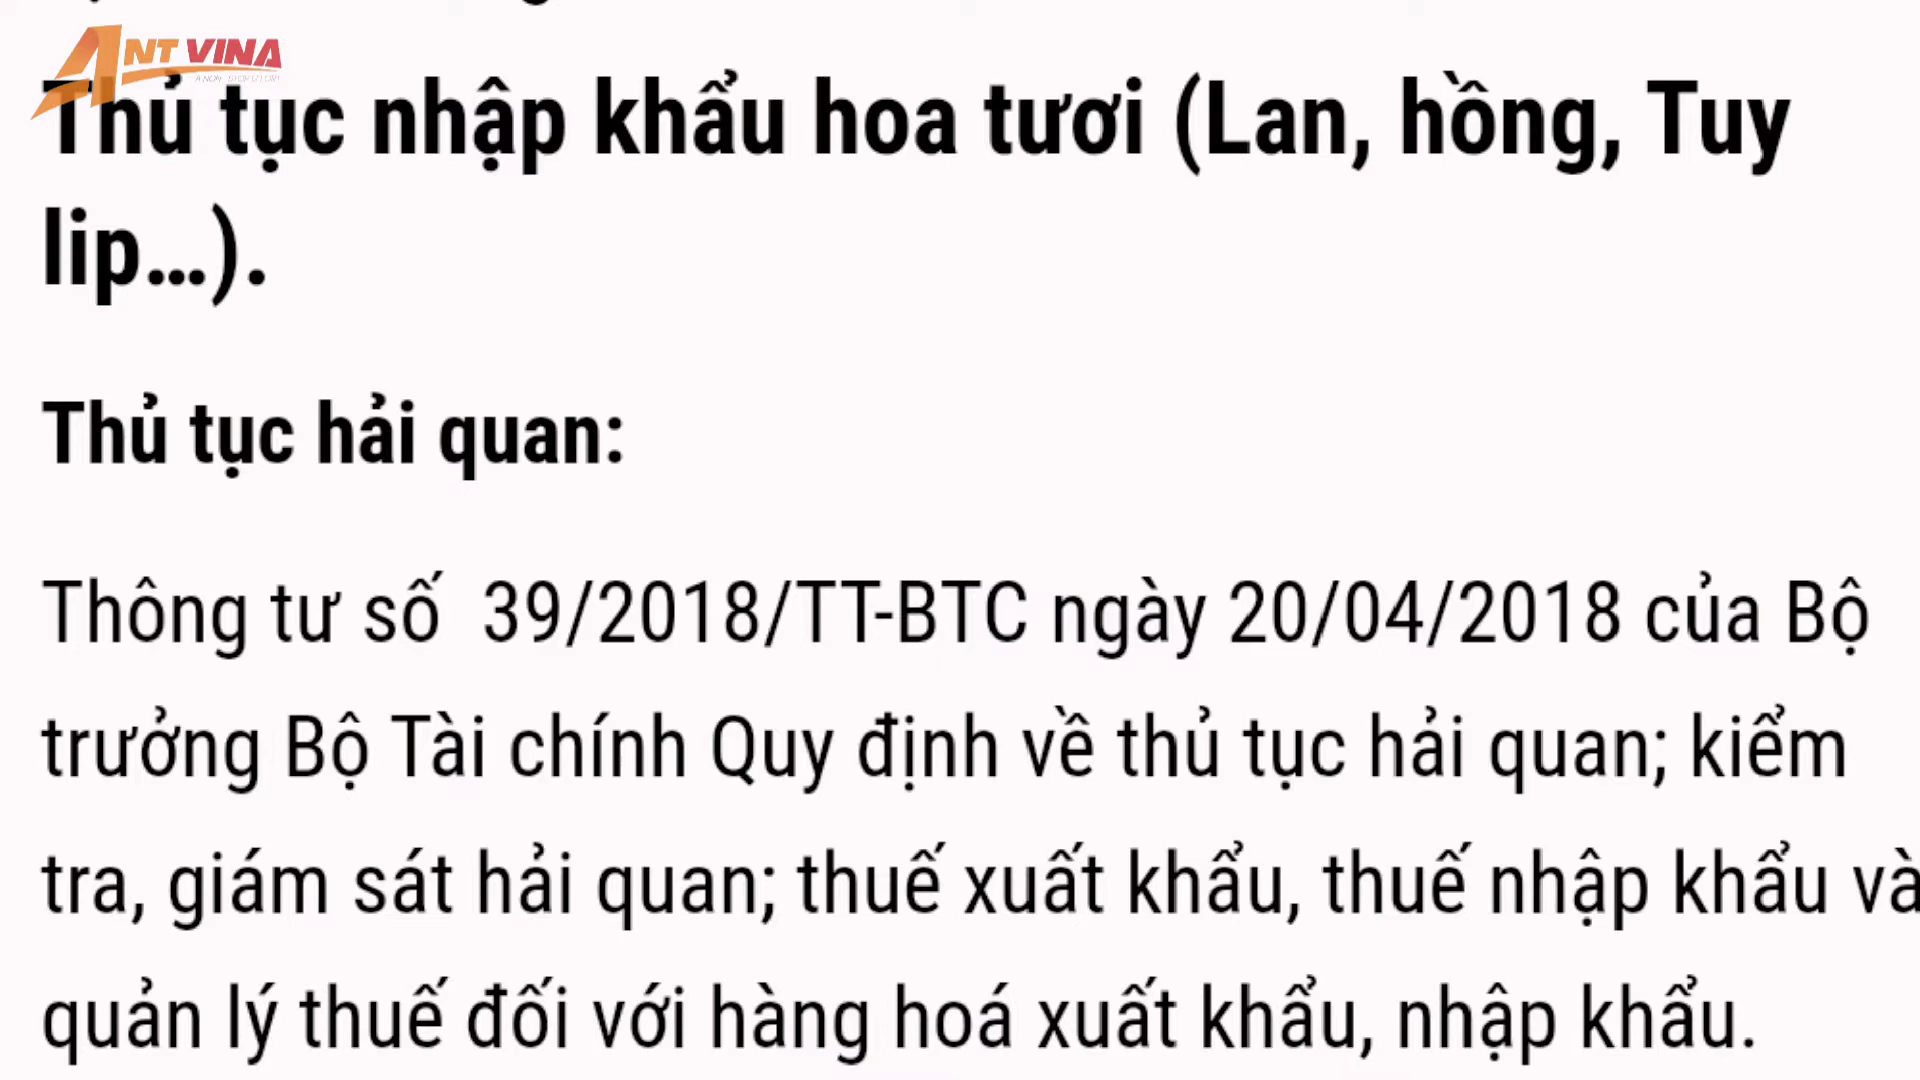 ANT VINA
Thủ tục nhập khẩu hoa tươi (Lan, hồng, Tuy
lip...).
Thủ tục hải quan:
Thông tư số 39/2018/TT-BTC ngày 20/04/2018 của Bộ
trưởng Bộ Tài chính Quy định về thủ tục hải quan; kiểm
tra, giám sát hải quan; thuế xuất khẩu, thuế nhập khẩu và
quản lý thuế đối với hàng hoá xuất khẩu, nhập khẩu.